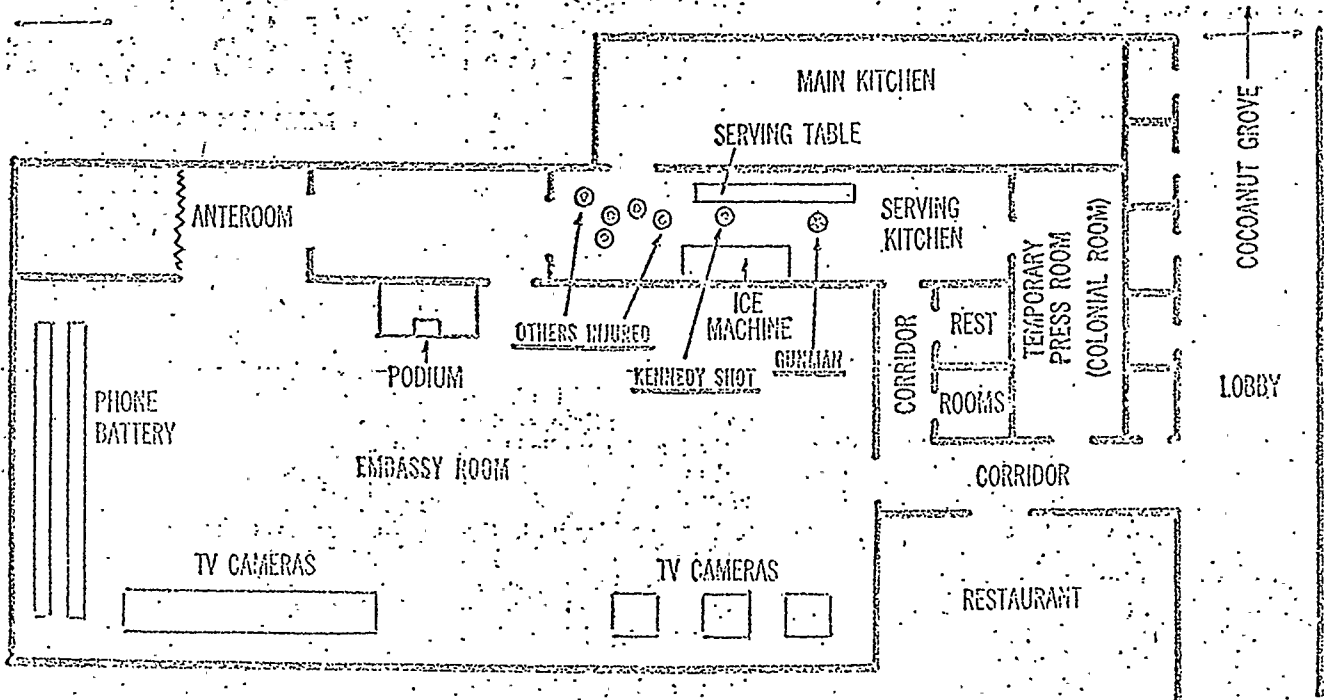 MAIN KITCHEN
SERVING TABLE
COCOANUT GROVE
ANTEROOM
SERVING
KITCHEN
TEMPORARY
PRESS ROOM
(COLONIAL ROOM)
OTHERS INJURED
ICE
MACHINE
KENNEDY SHOT
GUNMAN
CORRIDOR
REST
ROOMS
PODIUM
LOBBY
PHONE
BATTERY
EMBASSY ROOM
CORRIDOR
TV CAMERAS
TV CAMERAS
RESTAURANT